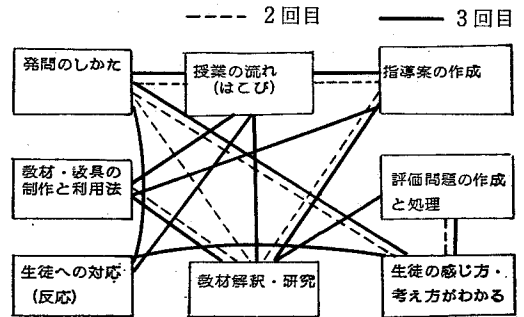 2回目 3回目
発問のしかた
授業の流れ
(はこび)
指導案の作成
教材・教具の
制作と利用法
評価問題の作成
と処理
生徒への対応
(反応)
教材解釈・研究
生徒の感じ方・
考え方がわかる